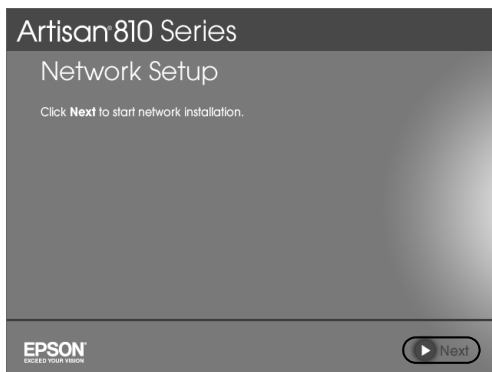 Artisan® 810 Series
Network Setup
Click Next to start network installation.
EPSON®
EXCEED YOUR VISION
Next